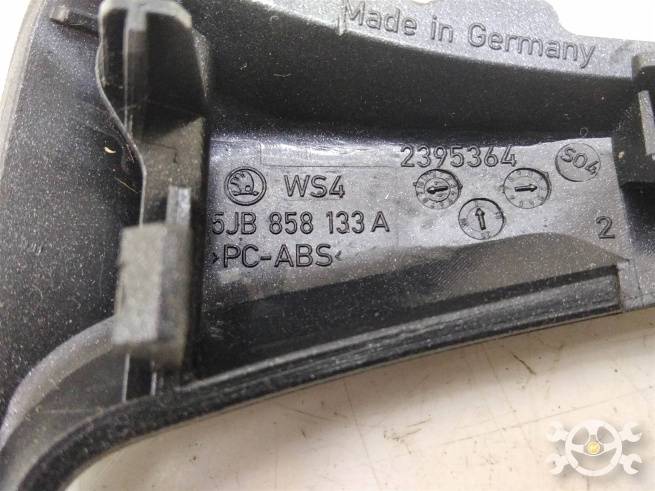 Made in Germany
2395364
S04
WS4
5JB 858 133 A
2
>PC-ABS<